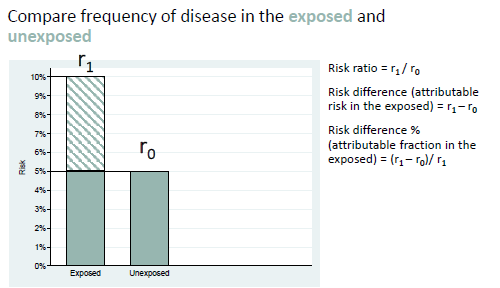 Compare frequency of disease in the exposed and
unexposed
r₁
r₀
10%
9%
8%
7%
6%
5%
4%
3%
2%
1%
0%
Risk
Exposed Unexposed
Risk ratio = r₁/ r₀
Risk difference (attributable
risk in the exposed) = r₁– r₀
Risk difference %
(attributable fraction in the
exposed) = (r₁– r₀)/ r₁